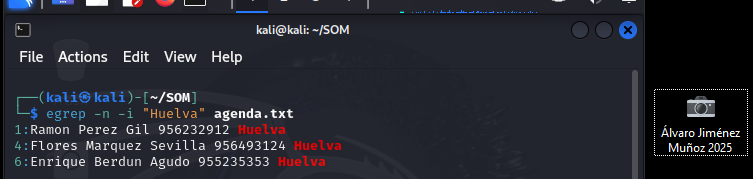 kali@kali: ~/SOM
File Actions Edit View Help
┌──(kali㉿kali)-[~/SOM]
└─$ egrep -n -i "Huelva" agenda.txt
1:Ramon Perez Gil 956232912 Huelva
4:Flores Marquez Sevilla 956493124 Huelva
6:Enrique Berdun Agudo 955235353 Huelva
Álvaro Jiménez
Muñoz 2025